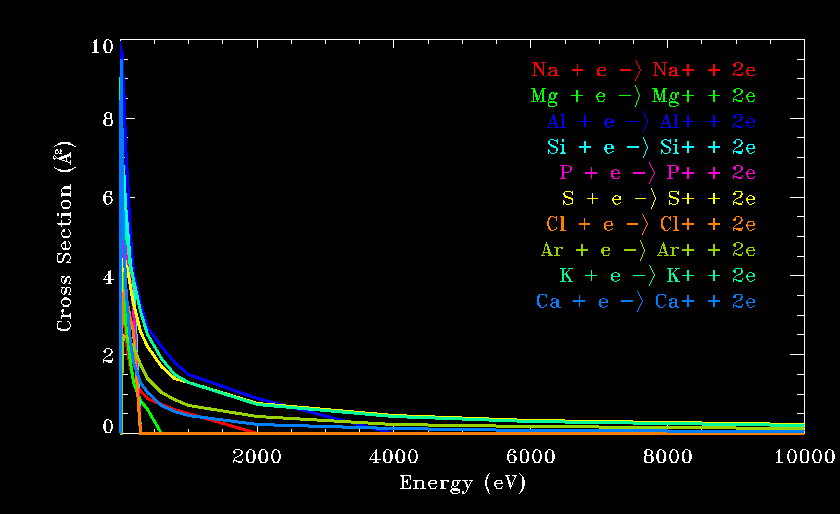 10
8
6
4
2
0
Cross Section (Å²)
Na + e -> Na+ + 2e
Mg + e -> Mg+ + 2e
Al + e -> Al+ + 2e
Si + e -> Si+ + 2e
P + e -> P+ + 2e
S + e -> S+ + 2e
Cl + e -> Cl+ + 2e
Ar + e -> Ar+ + 2e
K + e -> K+ + 2e
Ca + e -> Ca+ + 2e
2000 4000 6000 8000 10000
Energy (eV)